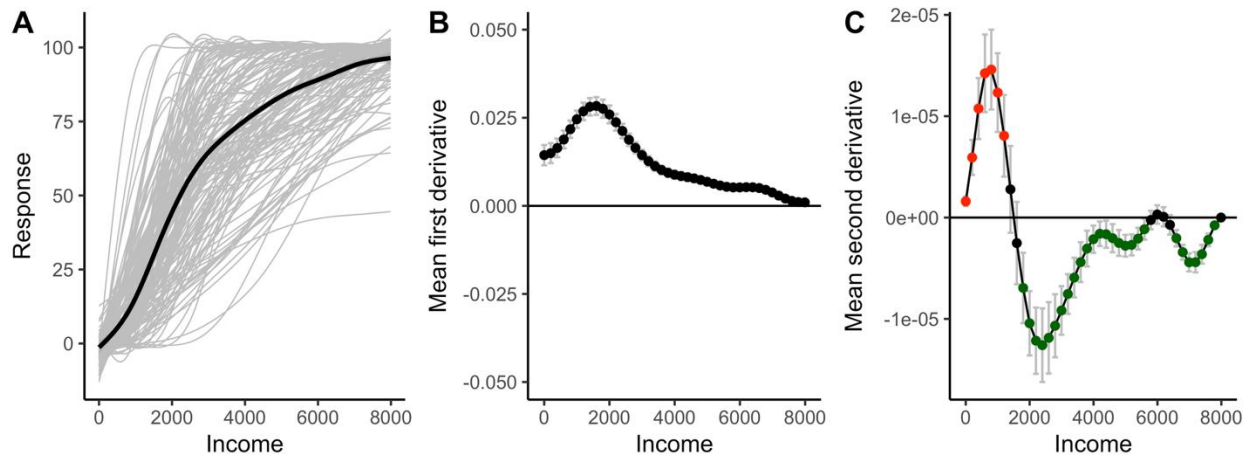 A
Response
100
75
50
25
0
0 2000 4000 6000 8000
Income
B
Mean first derivative
0.050
0.025
0.000
-0.025
-0.050
0 2000 4000 6000 8000
Income
C
Mean second derivative
2e-05
1e-05
0e+00
-1e-05
0 2000 4000 6000 8000
Income